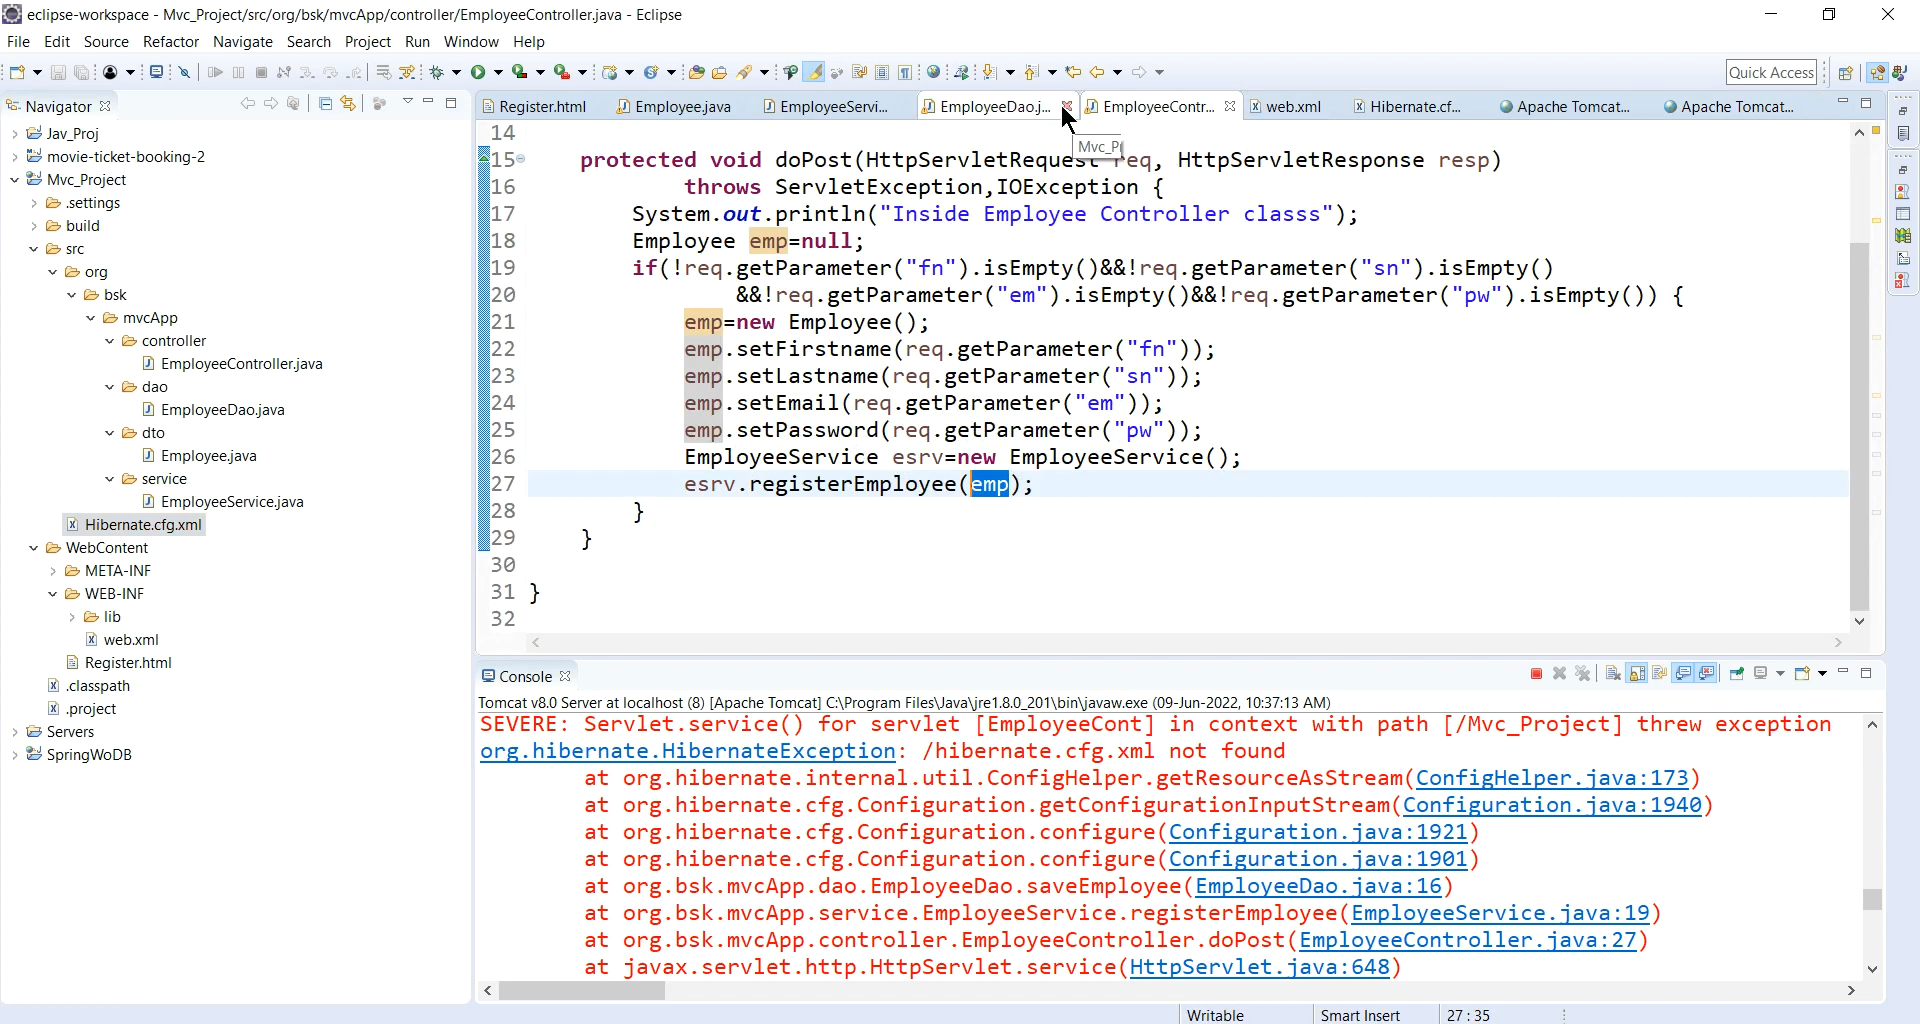 eclipse-workspace - Mvc_Project/src/org/bsk/mvcApp/controller/EmployeeController.java - Eclipse
File Edit Source Refactor Navigate Search Project Run Window Help
Quick Access
Navigator
Register.html Employee.java EmployeeServi... EmployeeDao.j... EmployeeContr... web.xml Hibernate.cf... Apache Tomcat... Apache Tomcat...
Mvc_P
Jav_Proj
movie-ticket-booking-2
Mvc_Project
.settings
build
src
org
bsk
mvcApp
controller
EmployeeController.java
dao
EmployeeDao.java
dto
Employee.java
service
EmployeeService.java
Hibernate.cfg.xml
WebContent
META-INF
WEB-INF
lib
web.xml
Register.html
.classpath
.project
Servers
SpringWoDB
14
15 protected void doPost(HttpServletRequest req, HttpServletResponse resp)
16 throws ServletException,IOException {
17 System.out.println("Inside Employee Controller classs");
18 Employee emp=null;
19 if(!req.getParameter("fn").isEmpty()&&!req.getParameter("sn").isEmpty()
20 &&!req.getParameter("em").isEmpty()&&!req.getParameter("pw").isEmpty()) {
21 emp=new Employee();
22 emp.setFirstname(req.getParameter("fn"));
23 emp.setLastname(req.getParameter("sn"));
24 emp.setEmail(req.getParameter("em"));
25 emp.setPassword(req.getParameter("pw"));
26 EmployeeService esrv=new EmployeeService();
27 esrv.registerEmployee(emp);
28 }
29 }
30
31 }
32
Console
Tomcat v8.0 Server at localhost (8) [Apache Tomcat] C:\Program Files\Java\jre1.8.0_201\bin\javaw.exe (09-Jun-2022, 10:37:13 AM)
SEVERE: Servlet.service() for servlet [EmployeeCont] in context with path [/Mvc_Project] threw exception
org.hibernate.HibernateException: /hibernate.cfg.xml not found
at org.hibernate.internal.util.ConfigHelper.getResourceAsStream(ConfigHelper.java:173)
at org.hibernate.cfg.Configuration.getConfigurationInputStream(Configuration.java:1940)
at org.hibernate.cfg.Configuration.configure(Configuration.java:1921)
at org.hibernate.cfg.Configuration.configure(Configuration.java:1901)
at org.bsk.mvcApp.dao.EmployeeDao.saveEmployee(EmployeeDao.java:16)
at org.bsk.mvcApp.service.EmployeeService.registerEmployee(EmployeeService.java:19)
at org.bsk.mvcApp.controller.EmployeeController.doPost(EmployeeController.java:27)
at javax.servlet.http.HttpServlet.service(HttpServlet.java:648)
Writable Smart Insert 27 : 35